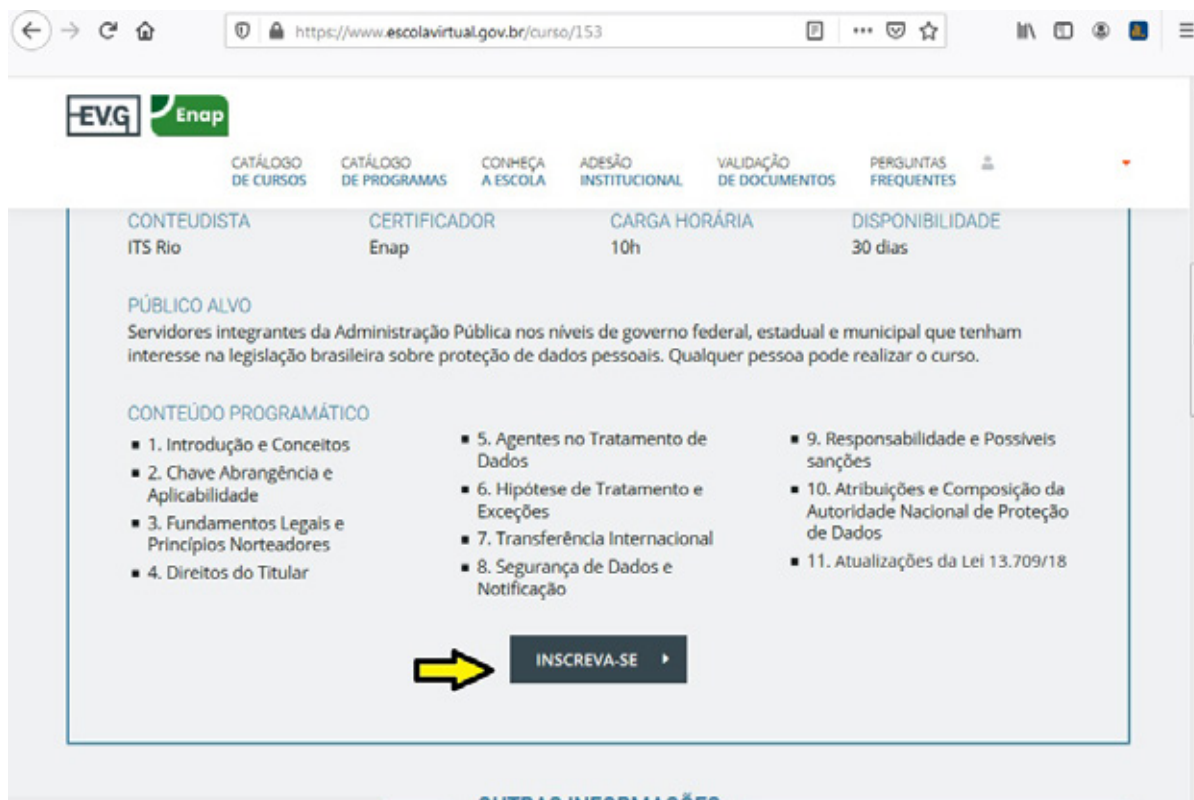 https://www.escolavirtual.gov.br/curso/153
EV.G Enap
CATÁLOGO DE CURSOS
CATÁLOGO DE PROGRAMAS
CONHEÇA A ESCOLA
ADESÃO INSTITUCIONAL
VALIDAÇÃO DE DOCUMENTOS
PERGUNTAS FREQUENTES
CONTEUDISTA
ITS Rio
CERTIFICADOR
Enap
CARGA HORÁRIA
10h
DISPONIBILIDADE
30 dias
PÚBLICO ALVO
Servidores integrantes da Administração Pública nos níveis de governo federal, estadual e municipal que tenham
interesse na legislação brasileira sobre proteção de dados pessoais. Qualquer pessoa pode realizar o curso.
CONTEÚDO PROGRAMÁTICO
▪ 1. Introdução e Conceitos
▪ 2. Chave Abrangência e
Aplicabilidade
▪ 3. Fundamentos Legais e
Princípios Norteadores
▪ 4. Direitos do Titular
▪ 5. Agentes no Tratamento de
Dados
▪ 6. Hipótese de Tratamento e
Exceções
▪ 7. Transferência Internacional
▪ 8. Segurança de Dados e
Notificação
▪ 9. Responsabilidade e Possíveis
sanções
▪ 10. Atribuições e Composição da
Autoridade Nacional de Proteção
de Dados
▪ 11. Atualizações da Lei 13.709/18
INSCREVA-SE
OUTRAS INFORMAÇÕES